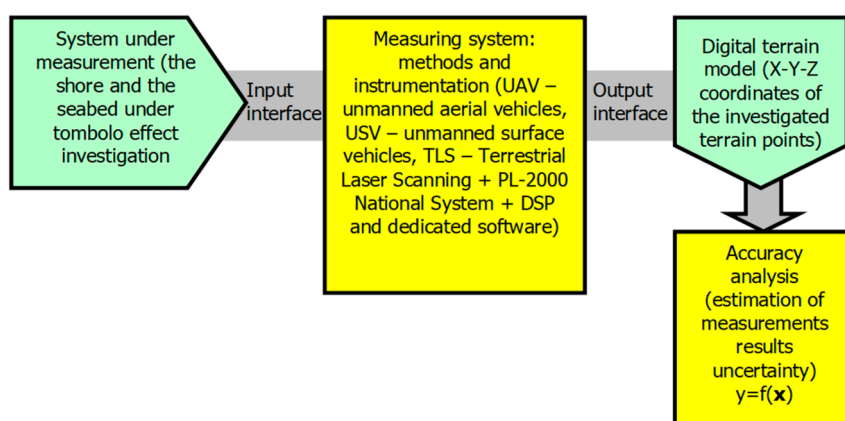 System under
measurement (the
shore and the
seabed under
tombolo effect
investigation
Input
interface
Measuring system:
methods and
instrumentation (UAV –
unmanned aerial vehicles,
USV – unmanned surface
vehicles, TLS – Terrestrial
Laser Scanning + PL-2000
National System + DSP
and dedicated software)
Output
interface
Digital terrain
model (X-Y-Z
coordinates of
the investigated
terrain points)
Accuracy
analysis
(estimation of
measurements
results
uncertainty)
y=f(x)